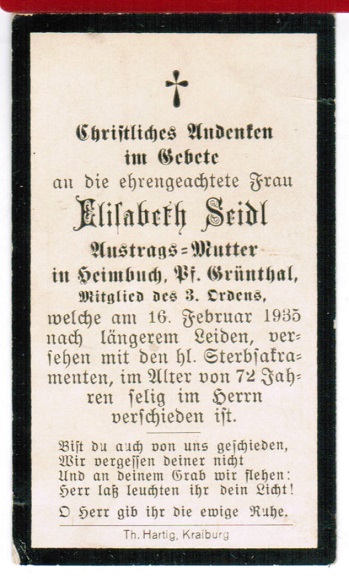 Christliches Andenken
im Gebete
an die ehrengeachtete Frau
Elisabeth Seidl
Austrags=Mutter
in Heimbuch, Pf. Grünthal,
Mitglied des 3. Ordens,
welche am 16. Februar 1935
nach längerem Leiden, ver-
sehen mit den hl. Sterbsakra-
menten, im Alter von 72 Jah-
ren selig im Herrn
verschieden ist.
Bist du auch von uns geschieden,
Wir vergessen deiner nicht
Und an deinem Grab wir flehen:
Herr laß leuchten ihr dein Licht!
O Herr gib ihr die ewige Ruhe.
Th. Hartig, Kraiburg